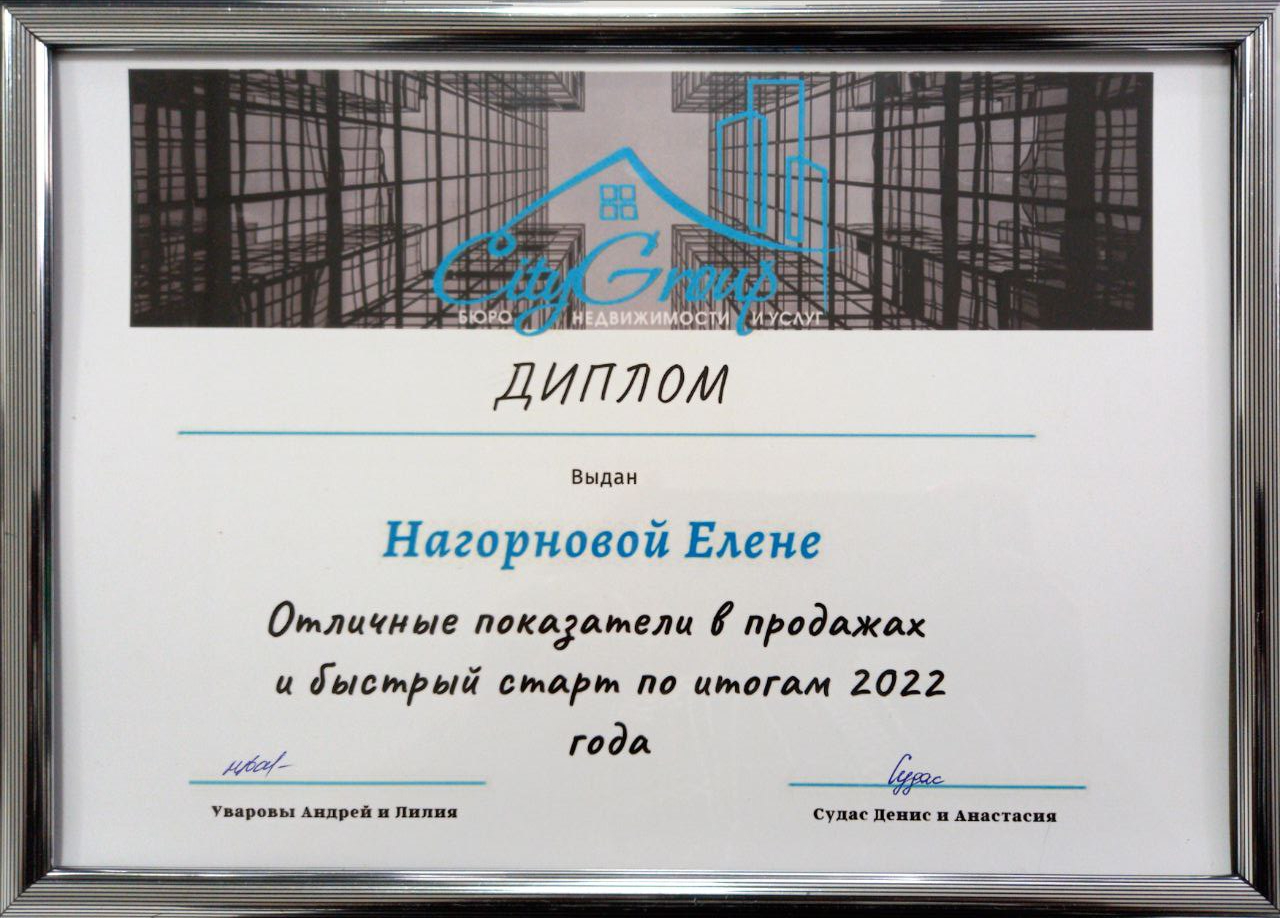 CityGroup
БЮРО НЕДВИЖИМОСТИ И УСЛУГ
ДИПЛОМ
Выдан
Нагорновой Елене
Отличные показатели в продажах
и быстрый старт по итогам 2022
года
Судас
Уваровы Андрей и Лилия
Судас Денис и Анастасия